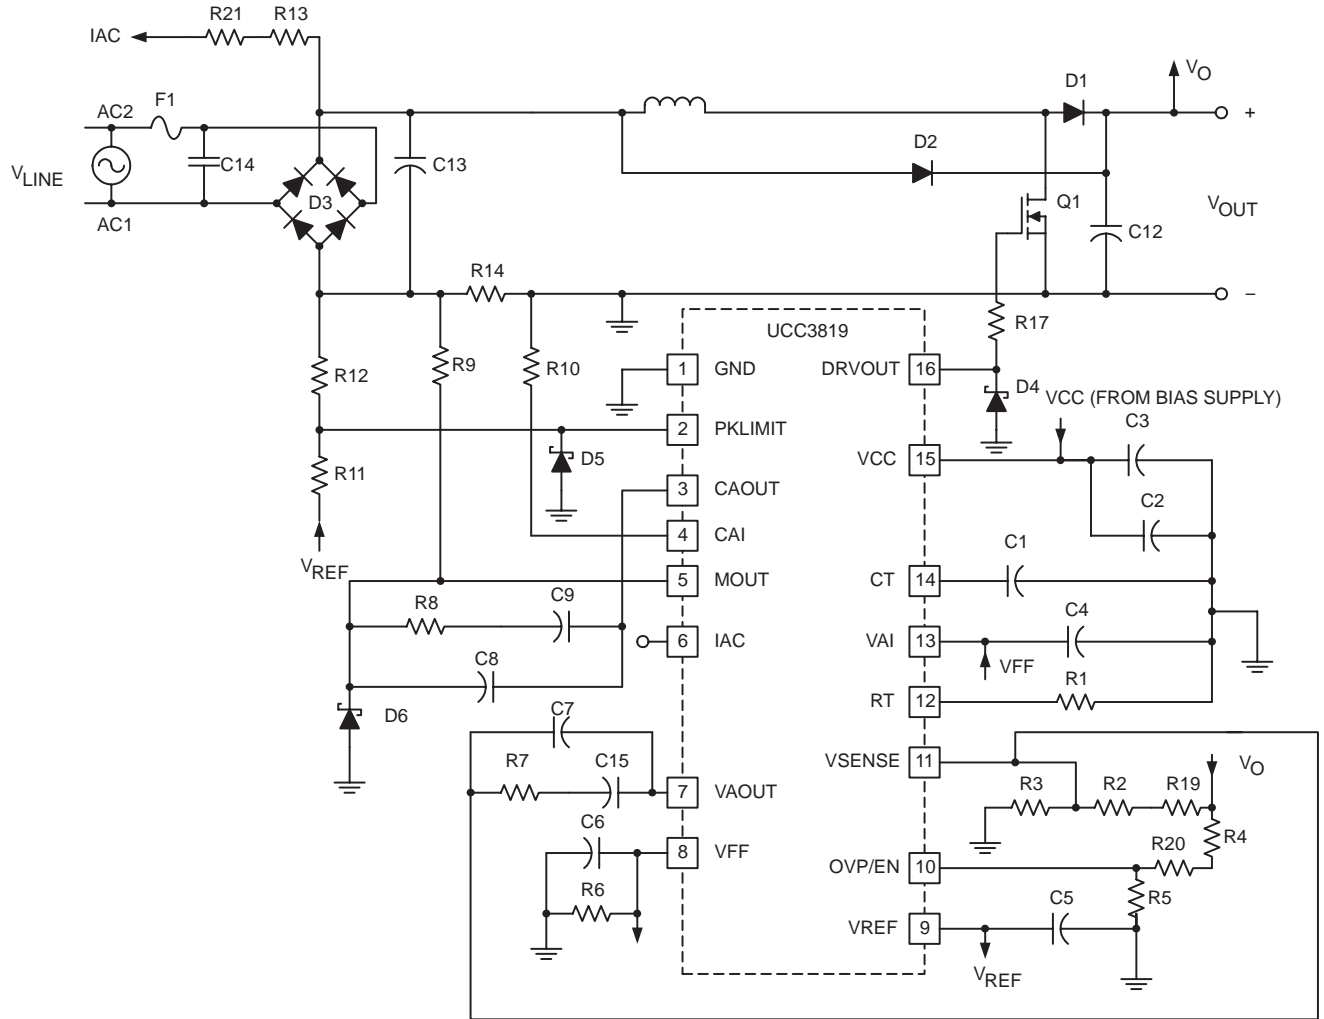 R21
R13
IAC
D1
VO
AC2
F1
+
D2
C14
C13
VLINE
D3
Q1
VOUT
AC1
C12
R14
−
R17
UCC3819
R12
R9
R10
1
GND
DRVOUT
16
D4
VCC (FROM BIAS SUPPLY)
C3
2
PKLIMIT
D5
VCC
15
R11
3
CAOUT
C2
4
CAI
C1
VREF
5
MOUT
CT
14
R8
C9
C4
6
IAC
VAI
13
VFF
C8
R1
RT
12
D6
C7
VSENSE
11
VO
R7
C15
R3
R2
R19
7
VAOUT
C6
R4
8
VFF
R20
OVP/EN
10
R6
R5
C5
VREF
9
VREF